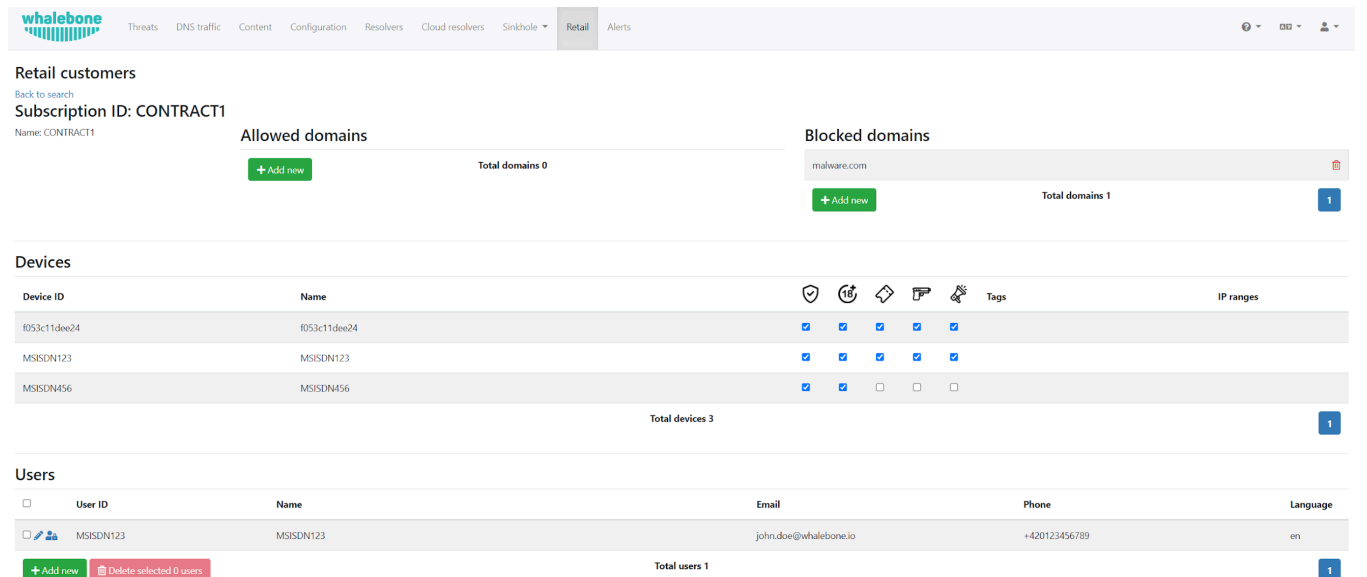 whalebone
Threats DNS traffic Content Configuration Resolvers Cloud resolvers Sinkhole Retail Alerts
Retail customers
Back to search
Subscription ID: CONTRACT1
Name: CONTRACT1
Allowed domains
+ Add new
Total domains 0
Blocked domains
malware.com
+ Add new
Total domains 1
1
Devices
Device ID Name 18+ Tags IP ranges
f053c11dee24 f053c11dee24
MSISDN123 MSISDN123
MSISDN456 MSISDN456
Total devices 3
1
Users
User ID Name Email Phone Language
MSISDN123 MSISDN123 john.doe@whalebone.io +420123456789 en
+ Add new Delete selected 0 users Total users 1 1